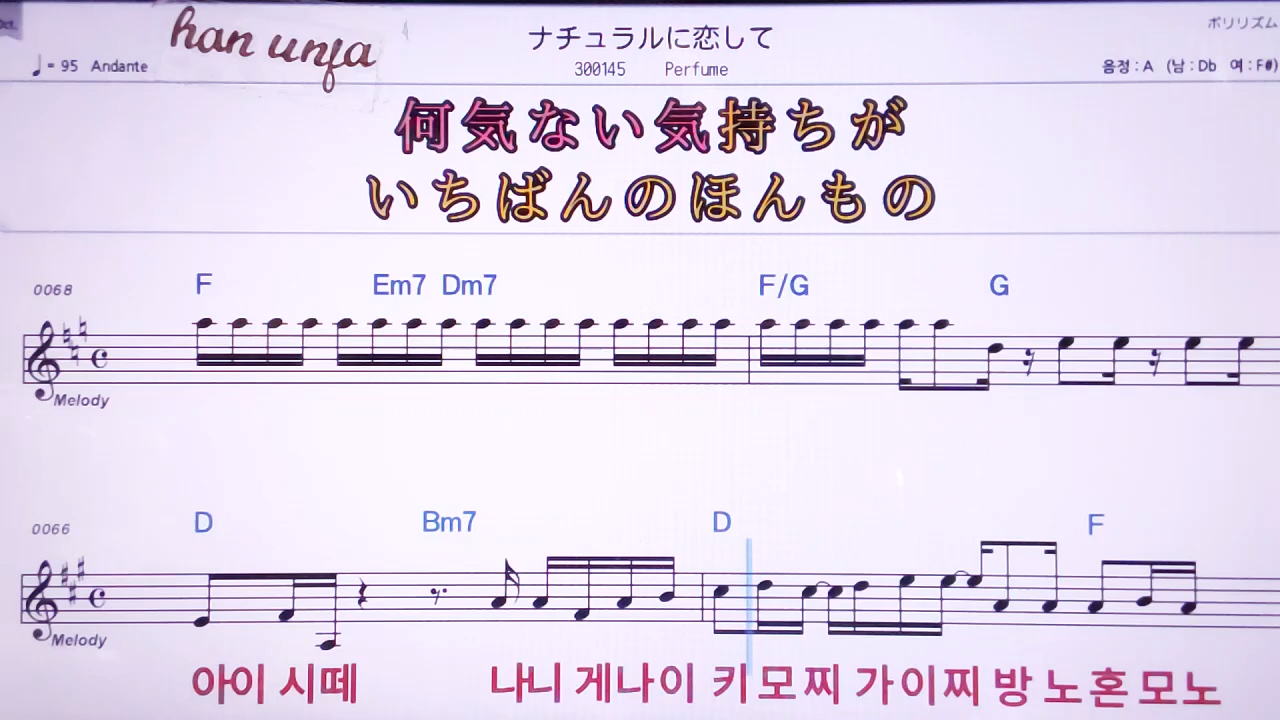 han unja
ナチュラルに恋して
ポリリズム
= 95 Andante
300145 Perfume
음정 : A (남 : Db 여 : F#)
何気ない気持ちが
いちばんのほんもの
F Em7 Dm7 F/G G
0068
Melody
D Bm7 D F
0066
Melody
아이 시떼 나니 게나이 키모찌 가이찌방 노혼모노